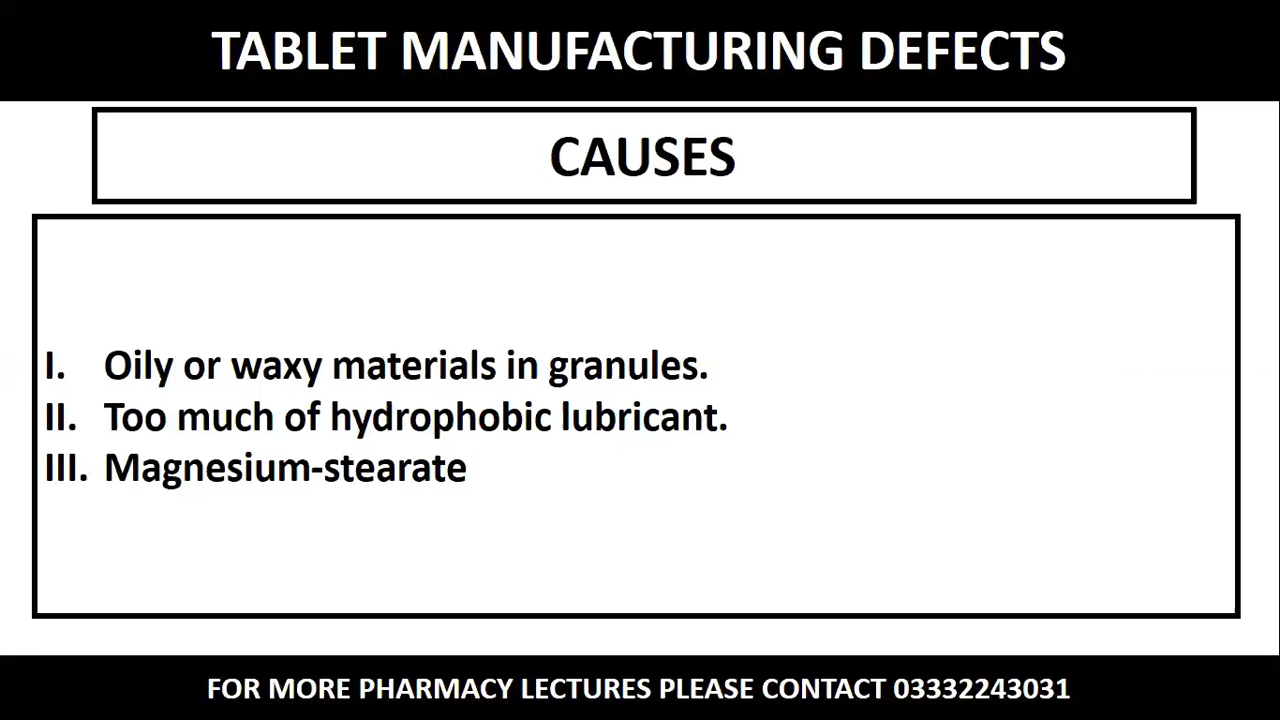 TABLET MANUFACTURING DEFECTS
CAUSES
I. Oily or waxy materials in granules.
II. Too much of hydrophobic lubricant.
III. Magnesium-stearate
FOR MORE PHARMACY LECTURES PLEASE CONTACT 03332243031